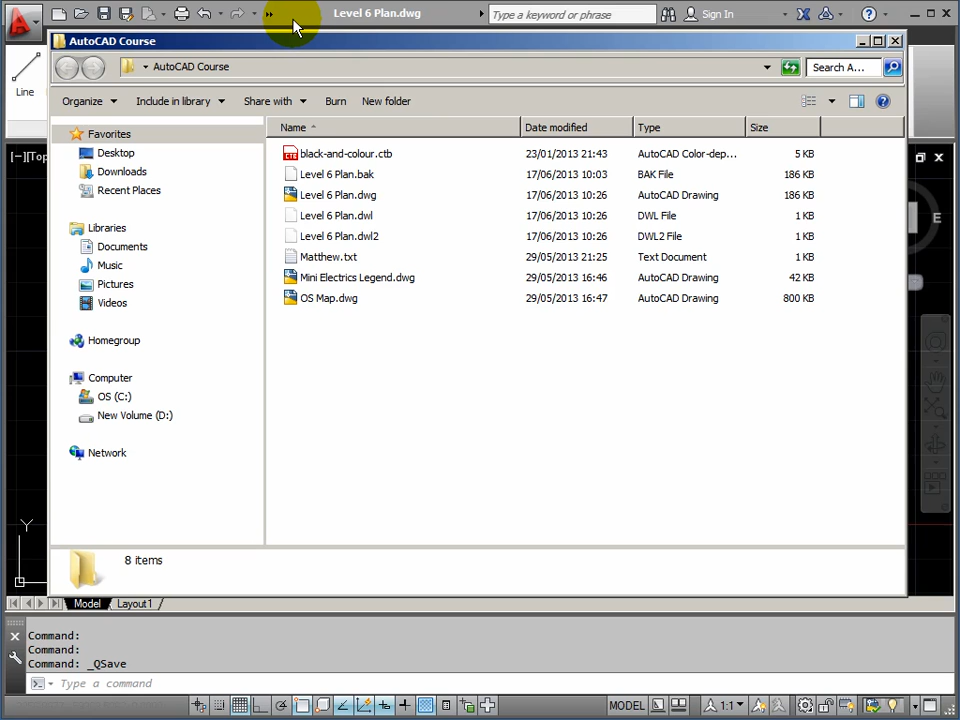 Level 6 Plan.dwg
Type a keyword or phrase
Sign In
Line
AutoCAD Course
AutoCAD Course
Search A...
Organize
Include in library
Share with
Burn
New folder
Favorites
Desktop
Downloads
Recent Places
Libraries
Documents
Music
Pictures
Videos
Homegroup
Computer
OS (C:)
New Volume (D:)
Network
Name Date modified Type Size
black-and-colour.ctb 23/01/2013 21:43 AutoCAD Color-dep... 5 KB
Level 6 Plan.bak 17/06/2013 10:03 BAK File 186 KB
Level 6 Plan.dwg 17/06/2013 10:26 AutoCAD Drawing 186 KB
Level 6 Plan.dwl 17/06/2013 10:26 DWL File 1 KB
Level 6 Plan.dwl2 17/06/2013 10:26 DWL2 File 1 KB
Matthew.txt 29/05/2013 21:25 Text Document 1 KB
Mini Electrics Legend.dwg 29/05/2013 16:46 AutoCAD Drawing 42 KB
OS Map.dwg 29/05/2013 16:47 AutoCAD Drawing 800 KB
[-][Top
E
8 items
Y
Model
Layout1
Command:
Command:
Command: _QSave
Type a command
MODEL
1:1